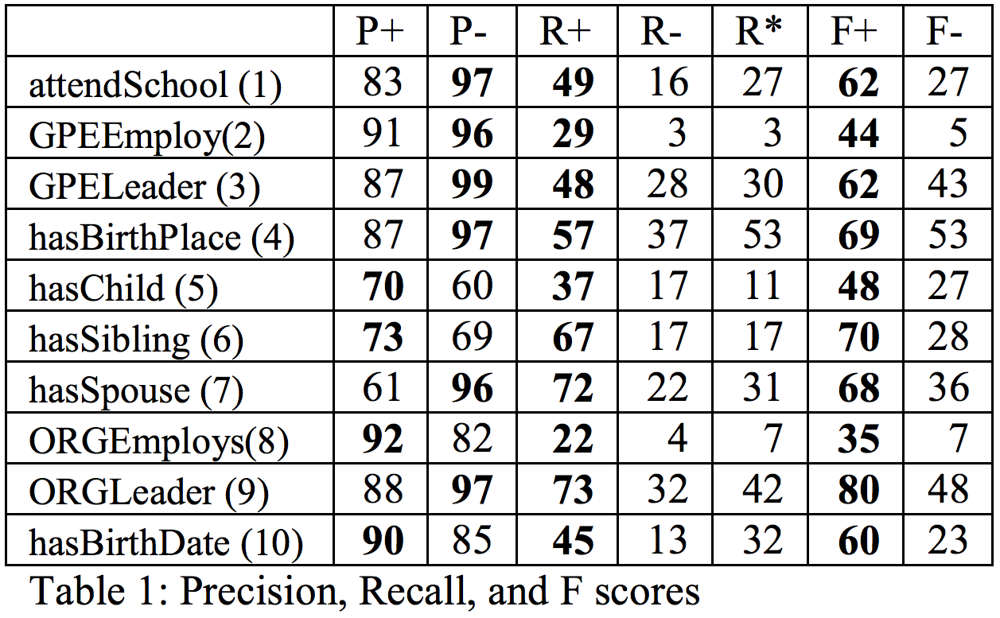 P+ P- R+ R- R* F+ F-
attendSchool (1) 83 97 49 16 27 62 27
GPEEmploy(2) 91 96 29 3 3 44 5
GPELeader (3) 87 99 48 28 30 62 43
hasBirthPlace (4) 87 97 57 37 53 69 53
hasChild (5) 70 60 37 17 11 48 27
hasSibling (6) 73 69 67 17 17 70 28
hasSpouse (7) 61 96 72 22 31 68 36
ORGEmploys(8) 92 82 22 4 7 35 7
ORGLeader (9) 88 97 73 32 42 80 48
hasBirthDate (10) 90 85 45 13 32 60 23
Table 1: Precision, Recall, and F scores